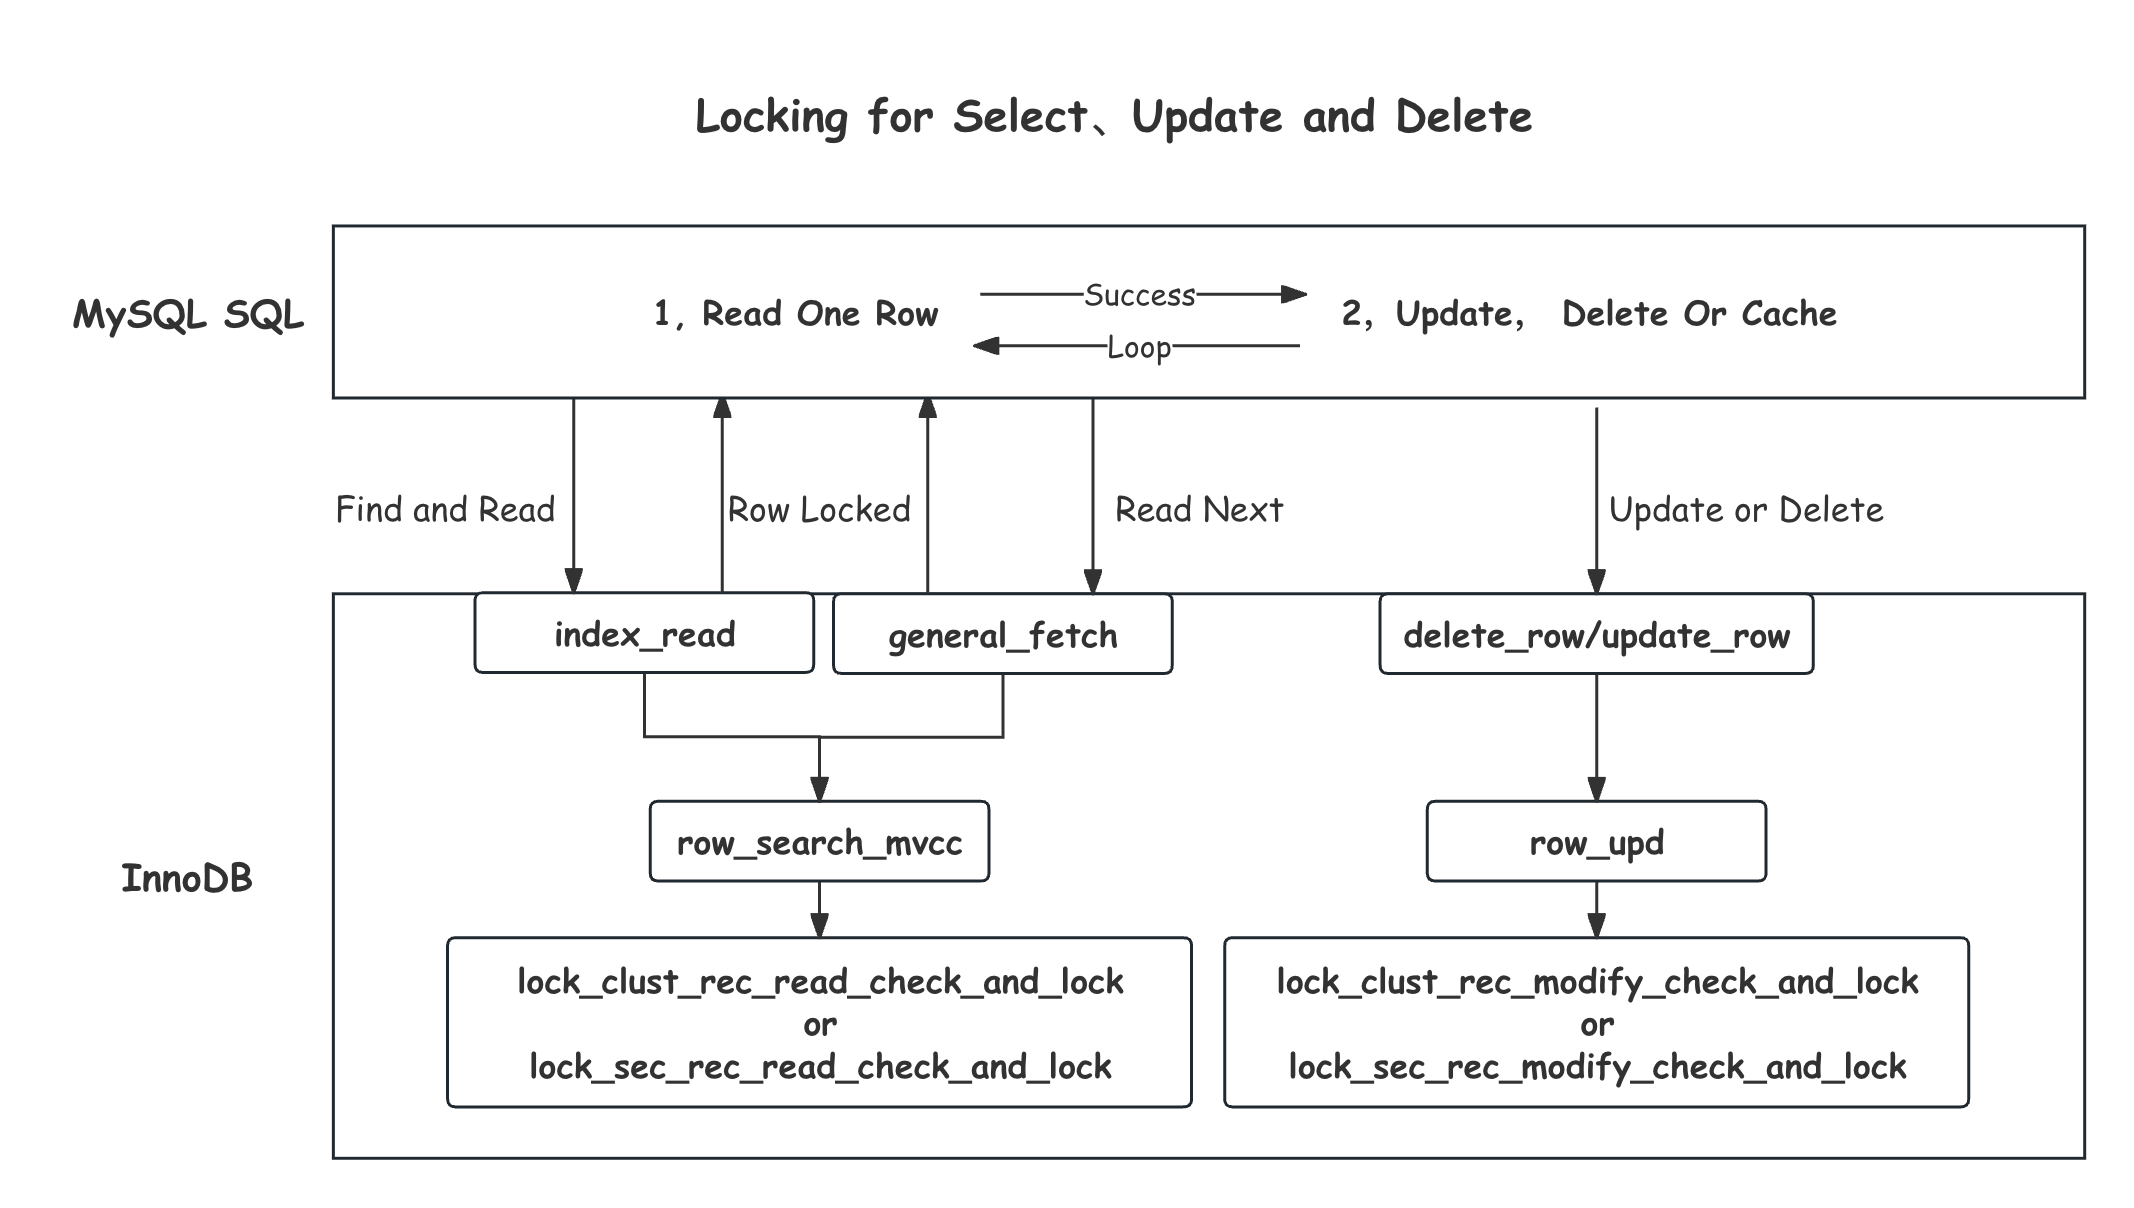 Locking for Select、Update and Delete
MySQL SQL
1, Read One Row
Success
Loop
2, Update, Delete Or Cache
Find and Read
Row Locked
Read Next
Update or Delete
InnoDB
index_read
general_fetch
delete_row/update_row
row_search_mvcc
row_upd
lock_clust_rec_read_check_and_lock
or
lock_sec_rec_read_check_and_lock
lock_clust_rec_modify_check_and_lock
or
lock_sec_rec_modify_check_and_lock